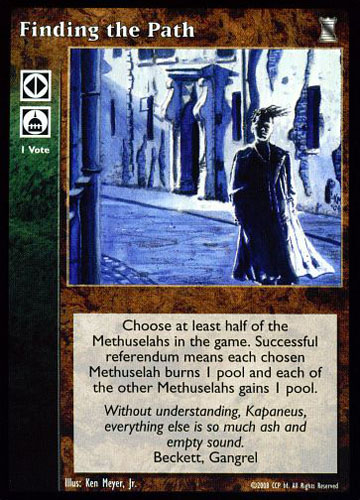 Finding the Path
1 Vote
Choose at least half of the
Methuselahs in the game. Successful
referendum means each chosen
Methuselah burns 1 pool and each of
the other Methuselahs gains 1 pool.
Without understanding, Kapaneus,
everything else is so much ash and
empty sound.
Beckett, Gangrel
Illus: Ken Meyer, Jr.
©2008 CCP hf. All Rights Reserved